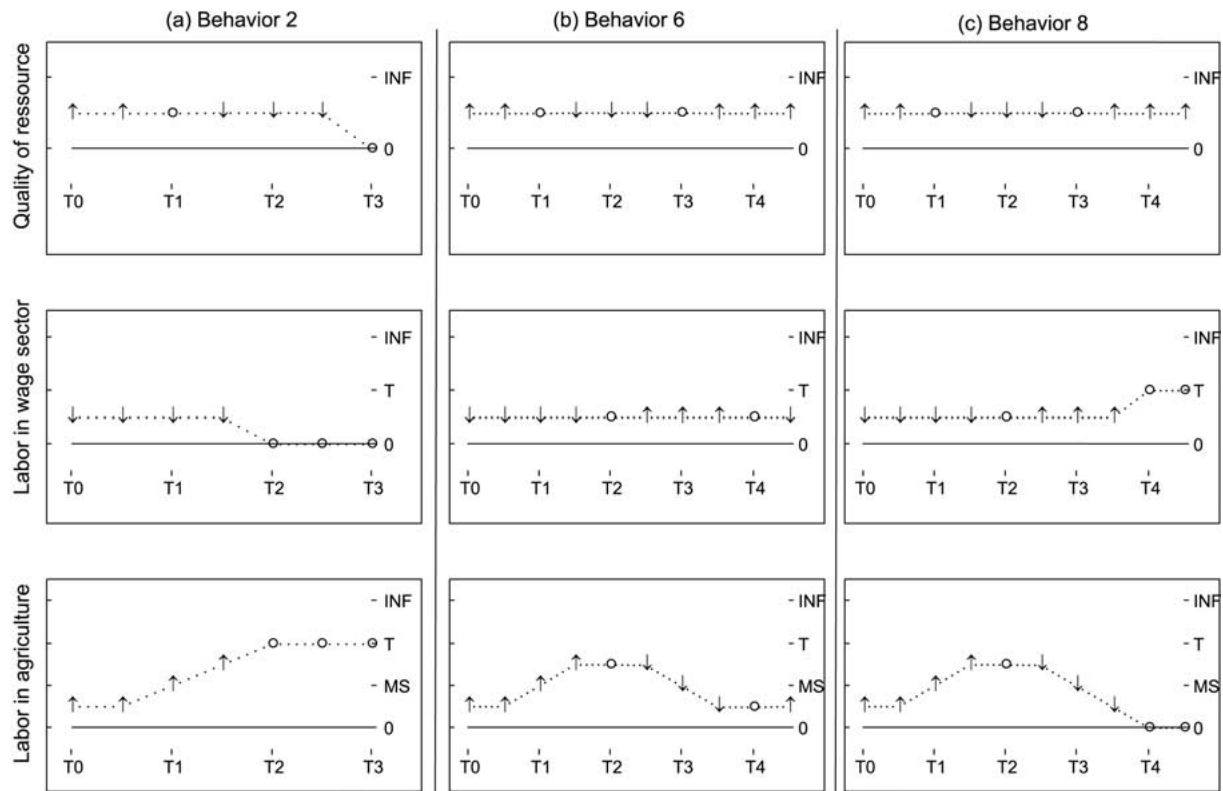 (a) Behavior 2
(b) Behavior 6
(c) Behavior 8
Quality of ressource
INF
0
T0 T1 T2 T3
INF
0
T0 T1 T2 T3 T4
INF
0
T0 T1 T2 T3 T4
Labor in wage sector
INF
T
0
T0 T1 T2 T3
INF
T
0
T0 T1 T2 T3 T4
INF
T
0
T0 T1 T2 T3 T4
Labor in agriculture
INF
T
MS
0
T0 T1 T2 T3
INF
T
MS
0
T0 T1 T2 T3 T4
INF
T
MS
0
T0 T1 T2 T3 T4